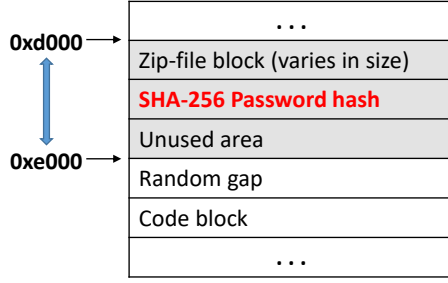 ...
0xd000
Zip-file block (varies in size)
SHA-256 Password hash
Unused area
0xe000
Random gap
Code block
...